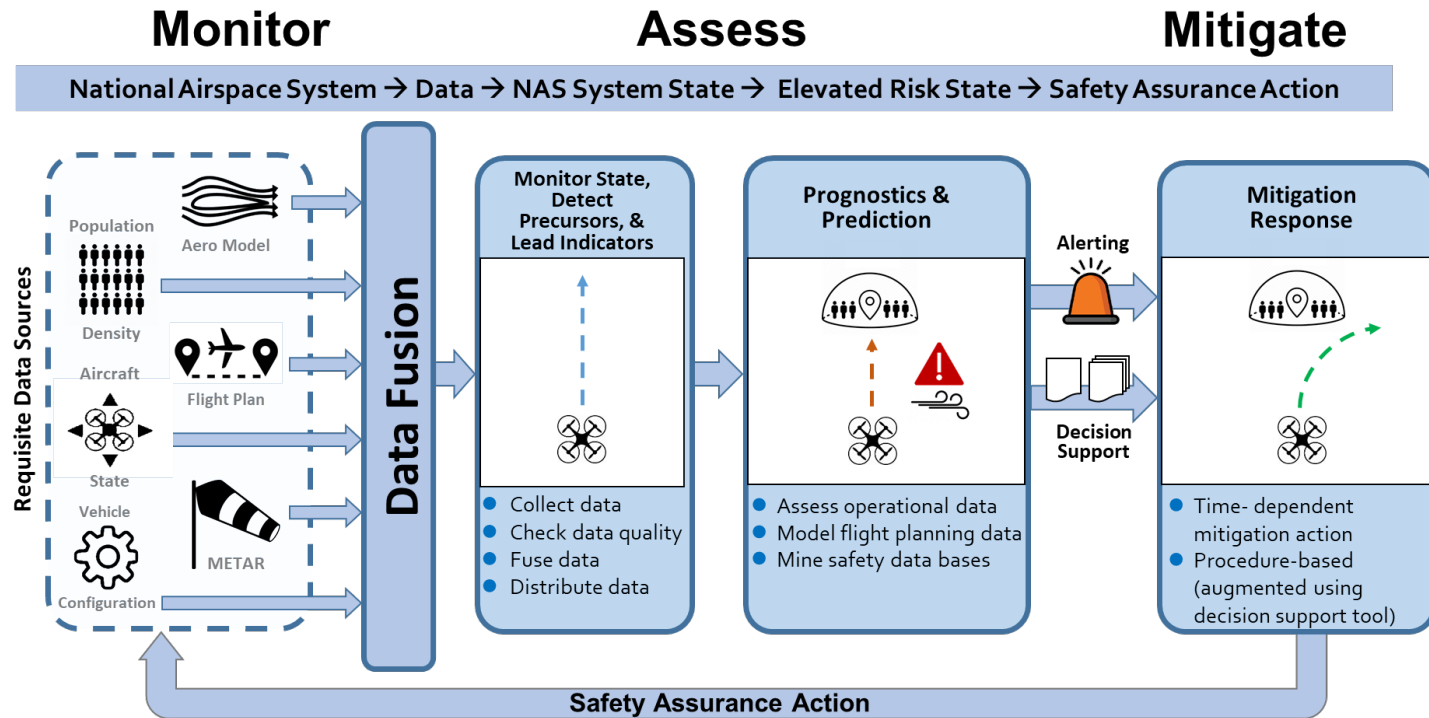 Monitor
Assess
Mitigate
National Airspace System → Data → NAS System State → Elevated Risk State → Safety Assurance Action
Requisite Data Sources
Aero Model
Population
Density
Flight Plan
Aircraft
State
METAR
Vehicle
Configuration
Data Fusion
Monitor State,
Detect
Precursors, &
Lead Indicators
Collect data
Check data quality
Fuse data
Distribute data
Prognostics &
Prediction
Assess operational data
Model flight planning data
Mine safety data bases
Alerting
Decision
Support
Mitigation
Response
Time- dependent
mitigation action
Procedure-based
(augmented using
decision support tool)
Safety Assurance Action